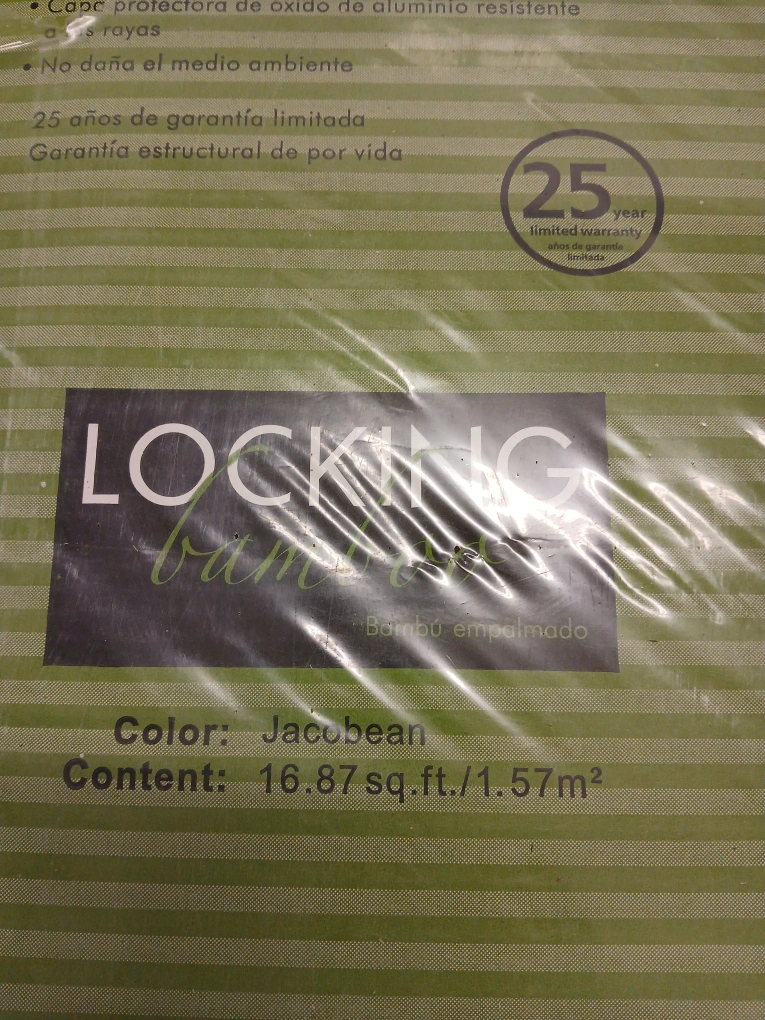 • Capa protectora de óxido de aluminio resistente
a las rayas
• No daña el medio ambiente
25 años de garantía limitada
Garantía estructural de por vida
25 year
limited warranty
años de garantía
limitada
LOCKING
bamboo
Bambú empalmado
Color: Jacobean
Content: 16.87 sq.ft./1.57m²